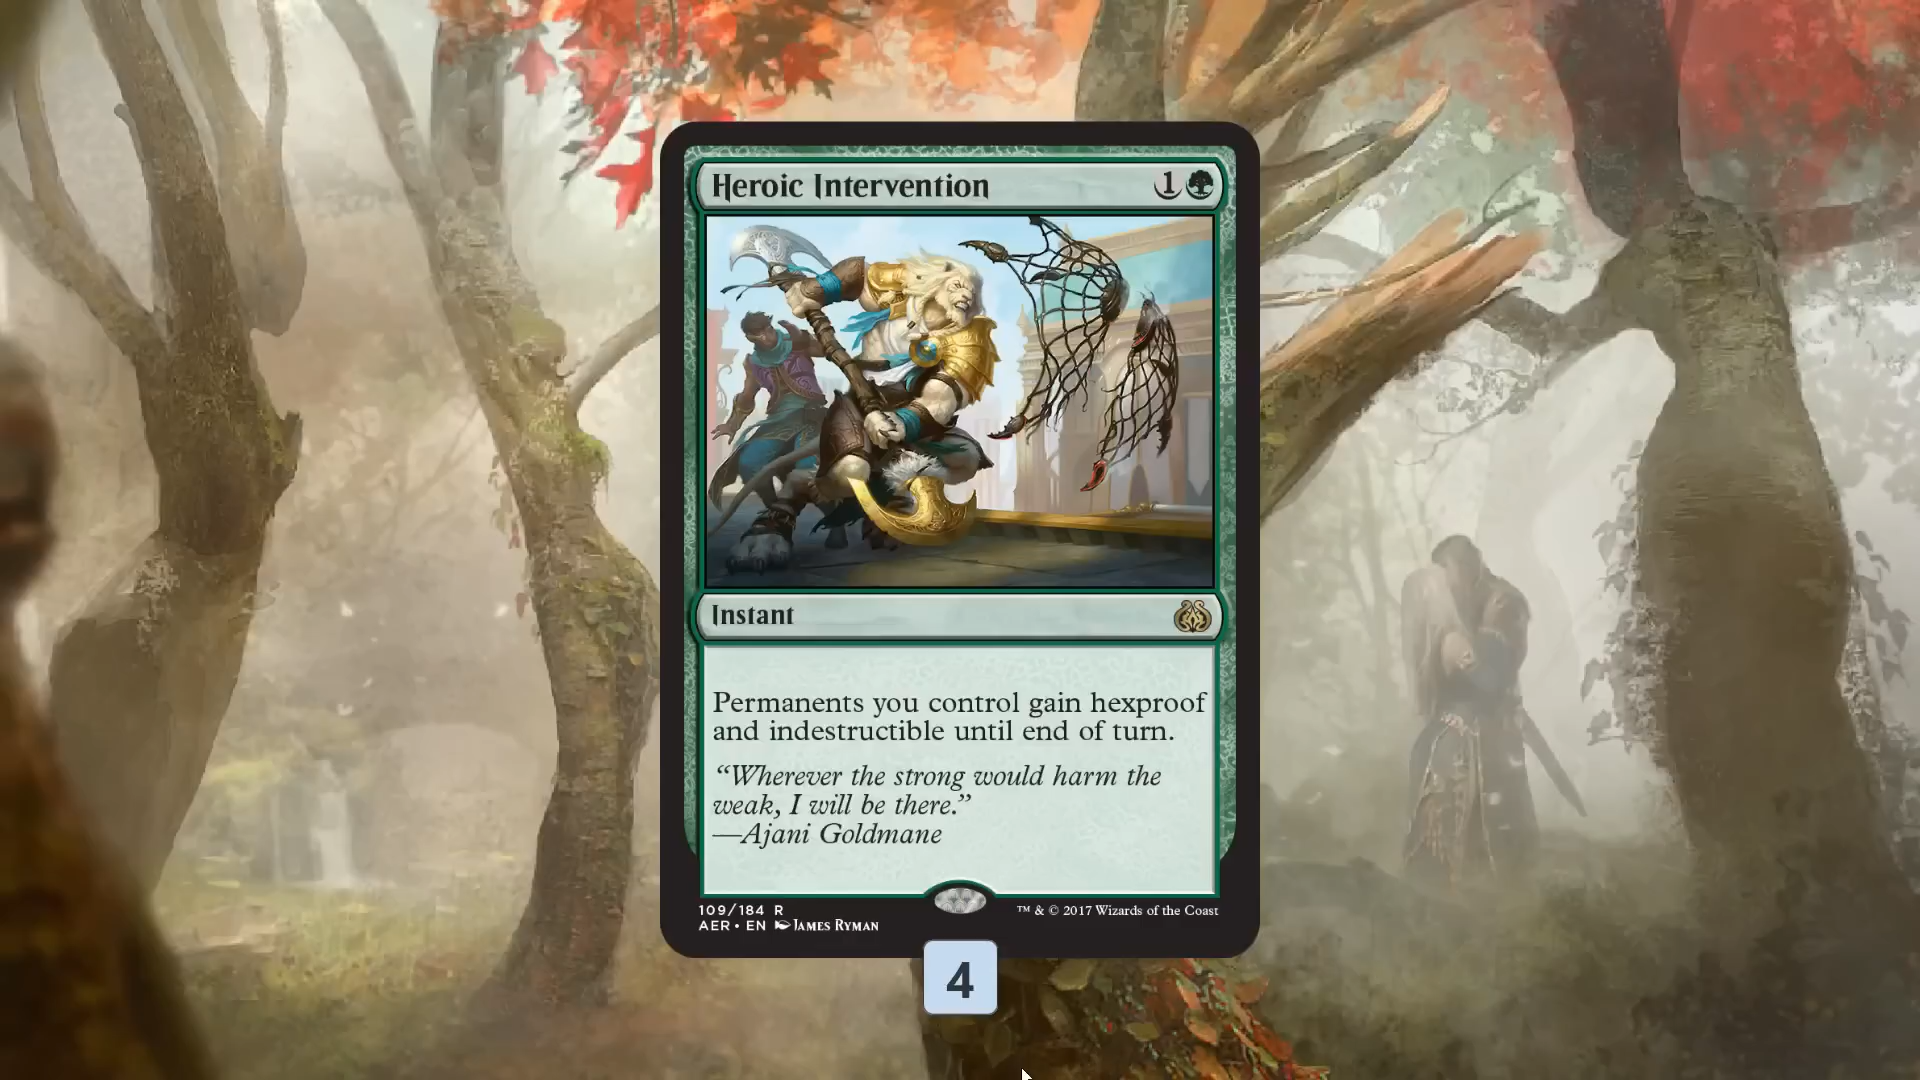 Heroic Intervention 1
Instant
Permanents you control gain hexproof
and indestructible until end of turn.
“Wherever the strong would harm the
weak, I will be there.”
—Ajani Goldmane
109/184 R
AER • EN James Ryman
™ & © 2017 Wizards of the Coast
4